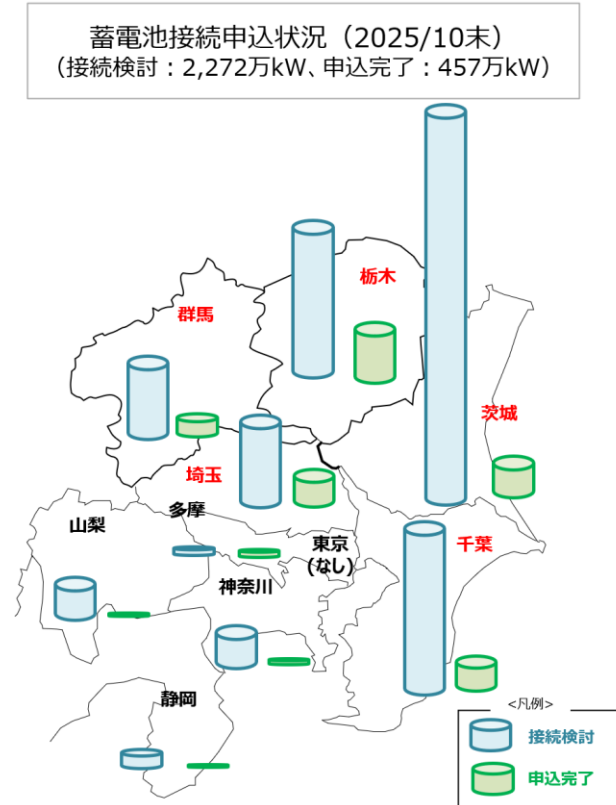 蓄電池接続申込状況（2025/10末）
（接続検討：2,272万kW、申込完了：457万kW）
栃木
群馬
茨城
埼玉
多摩
山梨
東京
(なし)
千葉
神奈川
静岡
<凡例>
接続検討
申込完了